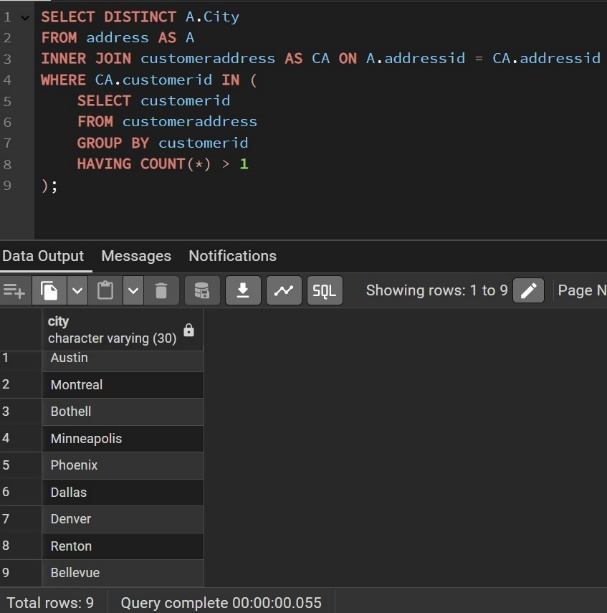 1 SELECT DISTINCT A.City
2 FROM address AS A
3 INNER JOIN customeraddress AS CA ON A.addressid = CA.addressid
4 WHERE CA.customerid IN (
5 SELECT customerid
6 FROM customeraddress
7 GROUP BY customerid
8 HAVING COUNT(*) > 1
9 );
Data Output Messages Notifications
SQL Showing rows: 1 to 9 Page N
city
character varying (30)
1 Austin
2 Montreal
3 Bothell
4 Minneapolis
5 Phoenix
6 Dallas
7 Denver
8 Renton
9 Bellevue
Total rows: 9 Query complete 00:00:00.055